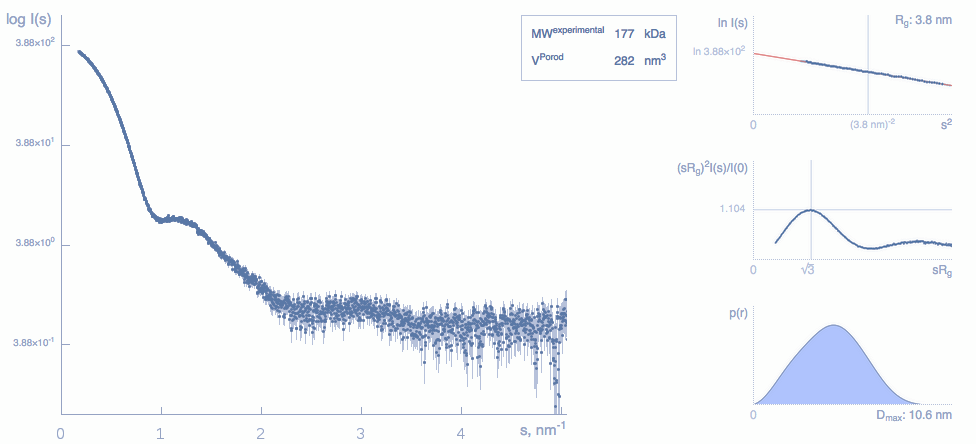 log I(s)
3.88×10²
3.88×10¹
3.88×10⁰
3.88×10⁻¹
0 1 2 3 4 s, nm⁻¹
MWexperimental 177 kDa
VPorod 282 nm³
ln I(s) Rg: 3.8 nm
ln 3.88×10²
0 (3.8 nm)⁻² s²
(sRg)²I(s)/I(0)
1.104
0 √3 sRg
p(r)
0 Dmax: 10.6 nm